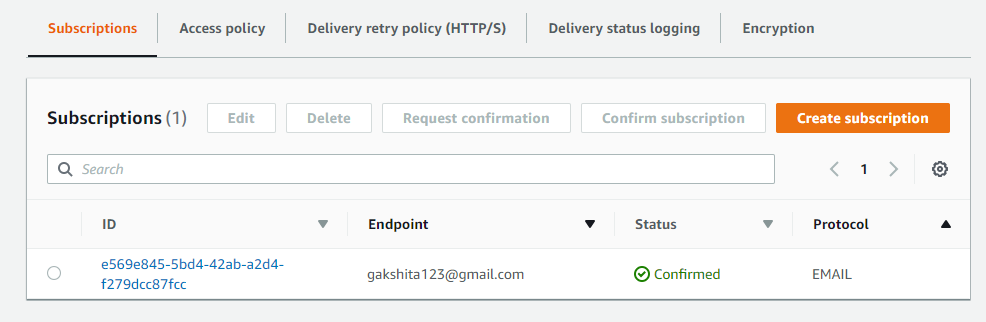 Subscriptions Access policy Delivery retry policy (HTTP/S) Delivery status logging Encryption
Subscriptions (1) Edit Delete Request confirmation Confirm subscription Create subscription
Search 1
ID Endpoint Status Protocol
e569e845-5bd4-42ab-a2d4- gakshita123@gmail.com Confirmed EMAIL
f279dcc87fcc